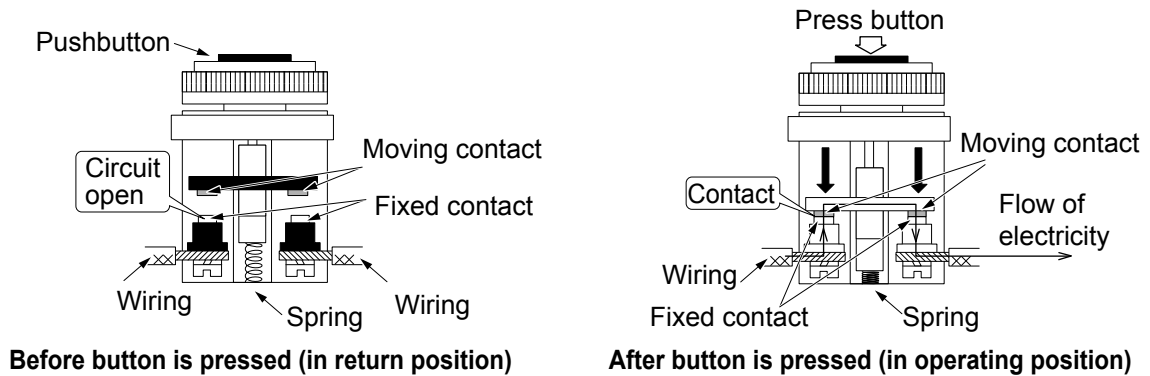 Pushbutton
Circuit
open
Moving contact
Fixed contact
Wiring
Wiring
Spring
Before button is pressed (in return position)
Press button
Moving contact
Contact
Flow of
electricity
Wiring
Fixed contact
Spring
After button is pressed (in operating position)